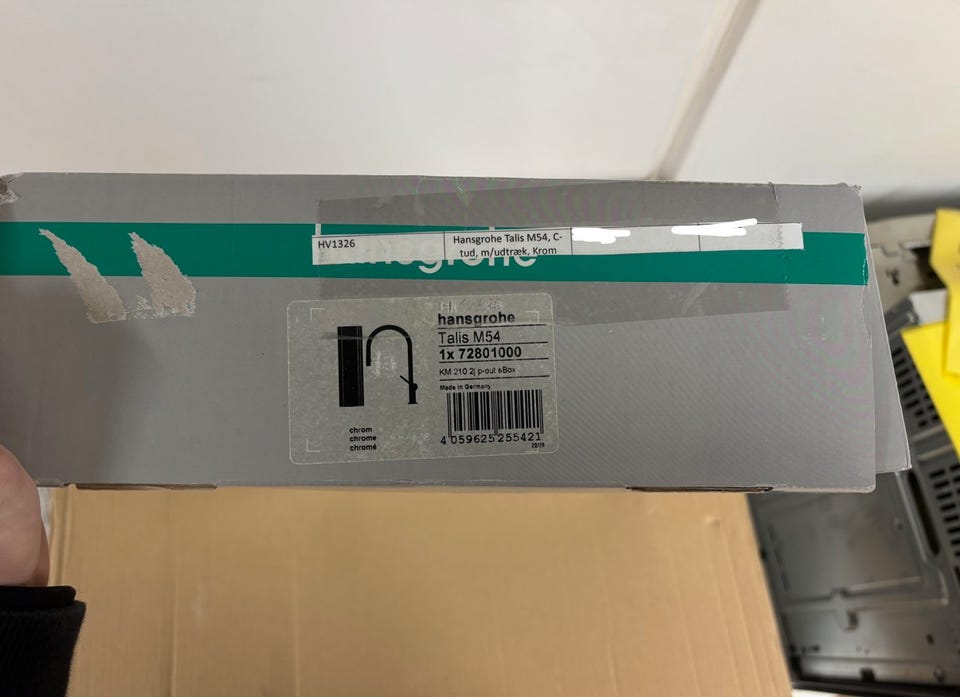 HV1326
Hansgrohe Talis M54, C-
tud, m/udtræk, Krom
hansgrohe
hansgrohe
Talis M54
1x 72801000
KM 210 2j p-out sBox
Made in Germany
4 059625 255421
chrom
chrome
chromé